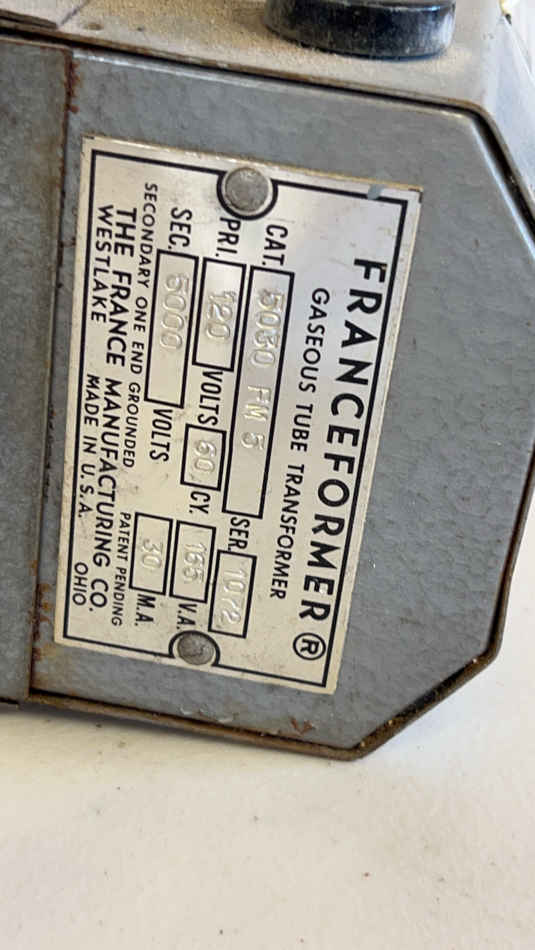 FRANCEFORMER®
GASEOUS TUBE TRANSFORMER
CAT. 5030 FM 5 SER. 1072
PRI. 120 VOLTS 60 CY. 165 V.A.
SEC. 5000 VOLTS 30 M.A.
SECONDARY ONE END GROUNDED PATENT PENDING
THE FRANCE MANUFACTURING CO.
WESTLAKE MADE IN U.S.A. OHIO